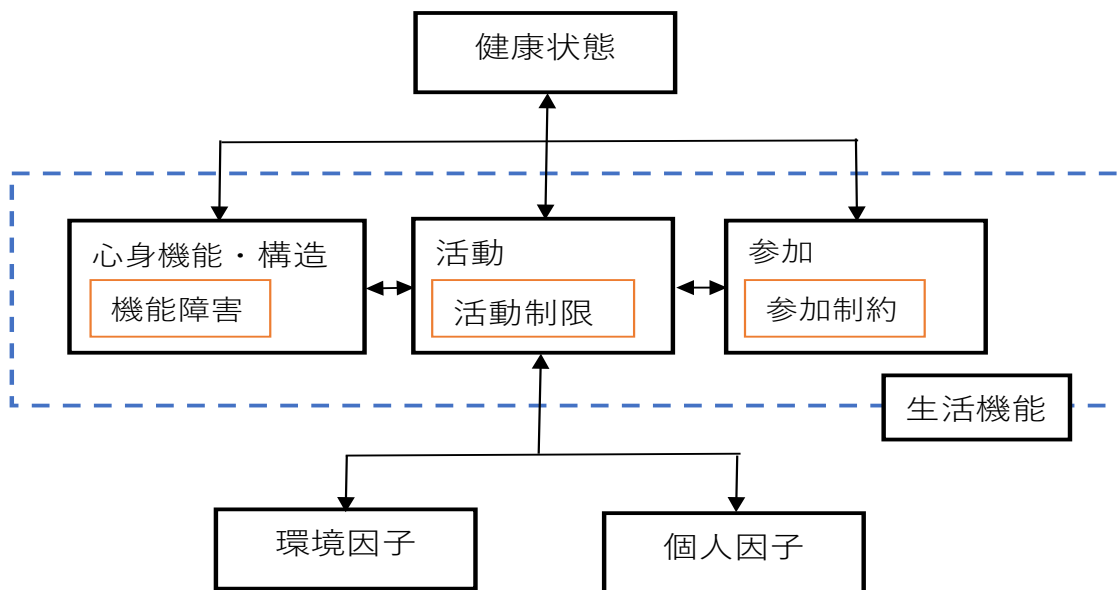 健康状態
心身機能・構造
機能障害
活動
活動制限
参加
参加制約
生活機能
環境因子
個人因子